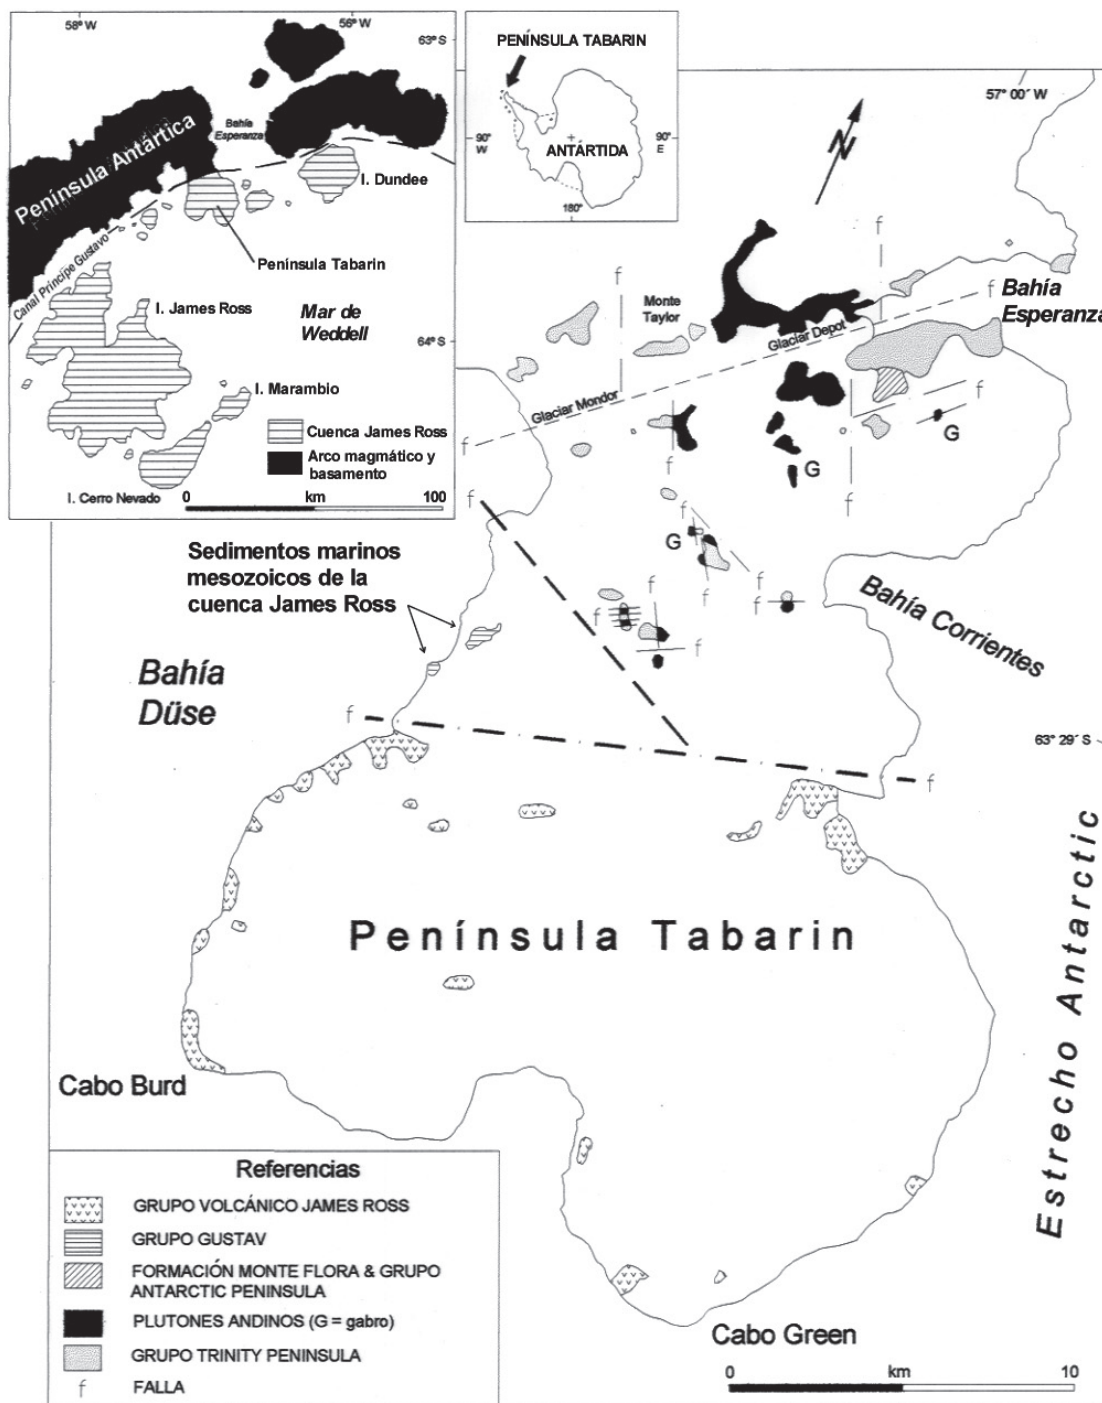 58º W
56º W
63º S
Península Antártica
Bahía
Esperanza
I. Dundee
Canal Príncipe Gustavo
Península Tabarin
I. James Ross
Mar de
Weddell
64º S
I. Marambio
Cuenca James Ross
Arco magmático y
basamento
I. Cerro Nevado
0 km 100
PENÍNSULA TABARIN
90°
W
ANTÁRTIDA
90°
E
180°
57° 00´ W
N
f
f
Monte
Taylor
f
Bahía
Esperanza
Glaciar Depot
Glaciar Mondor
f
f
G
f
G
f
f
f
G
f
f
f
f
f
f
f
Sedimentos marinos
mesozoicos de la
cuenca James Ross
Bahía Corrientes
Bahía
Düse
f
63° 29´ S
f
Península Tabarin
Estrecho Antarctic
Cabo Burd
Referencias
GRUPO VOLCÁNICO JAMES ROSS
GRUPO GUSTAV
FORMACIÓN MONTE FLORA & GRUPO
ANTARCTIC PENINSULA
PLUTONES ANDINOS (G = gabro)
GRUPO TRINITY PENINSULA
f FALLA
Cabo Green
0 km 10